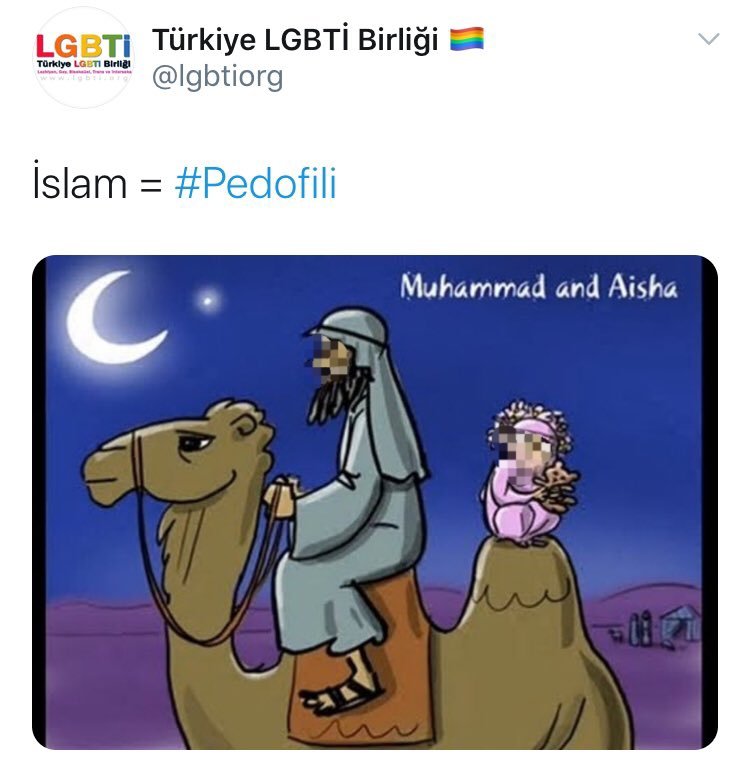 LGBTİ
Türkiye LGBTİ Birliği
Türkiye LGBTİ Birliği
@lgbtiorg
İslam = #Pedofili
Muhammad and Aisha